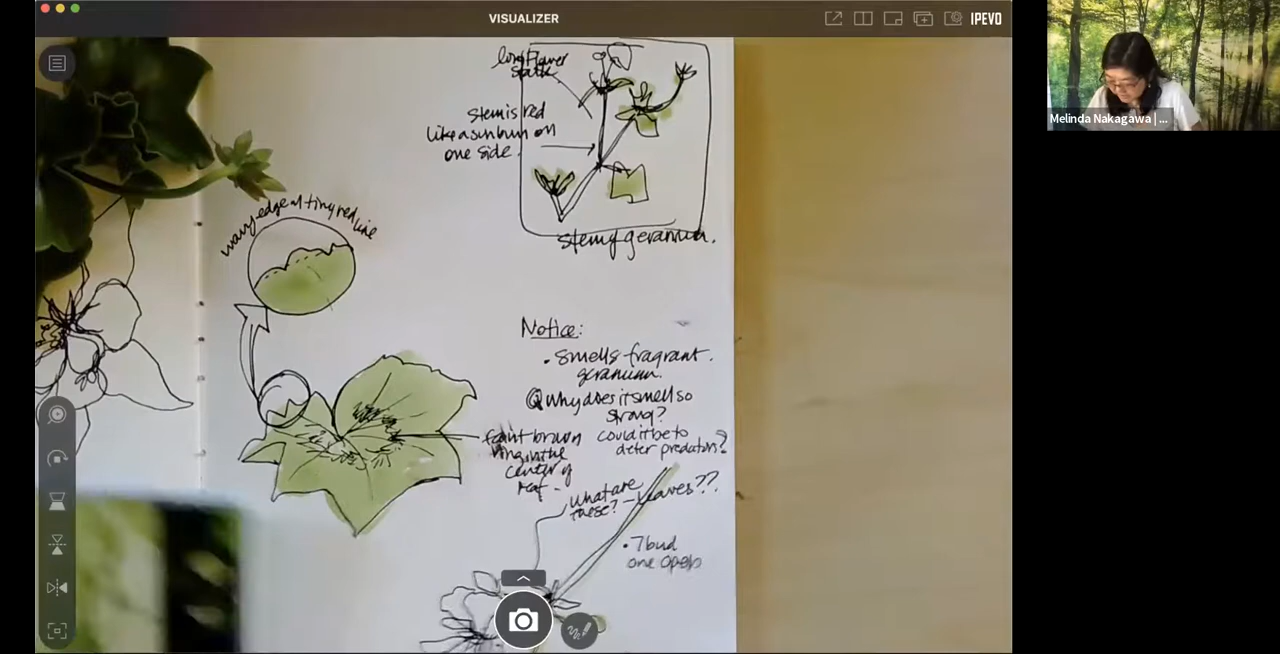 VISUALIZER
IPEVO
Melinda Nakagawa | ...
long flower
stalk
stem is red
like a sunburn on
one side.
stem of geranium.
wavy edge w/ tiny red line
Notice:
• smells fragrant.
geranium.
Q Why does it smell so
strong?
could it be to
deter predators?
faint brown
ring in the
center of
leaf -
What are
these? - Leaves??
• 7 bud
one open